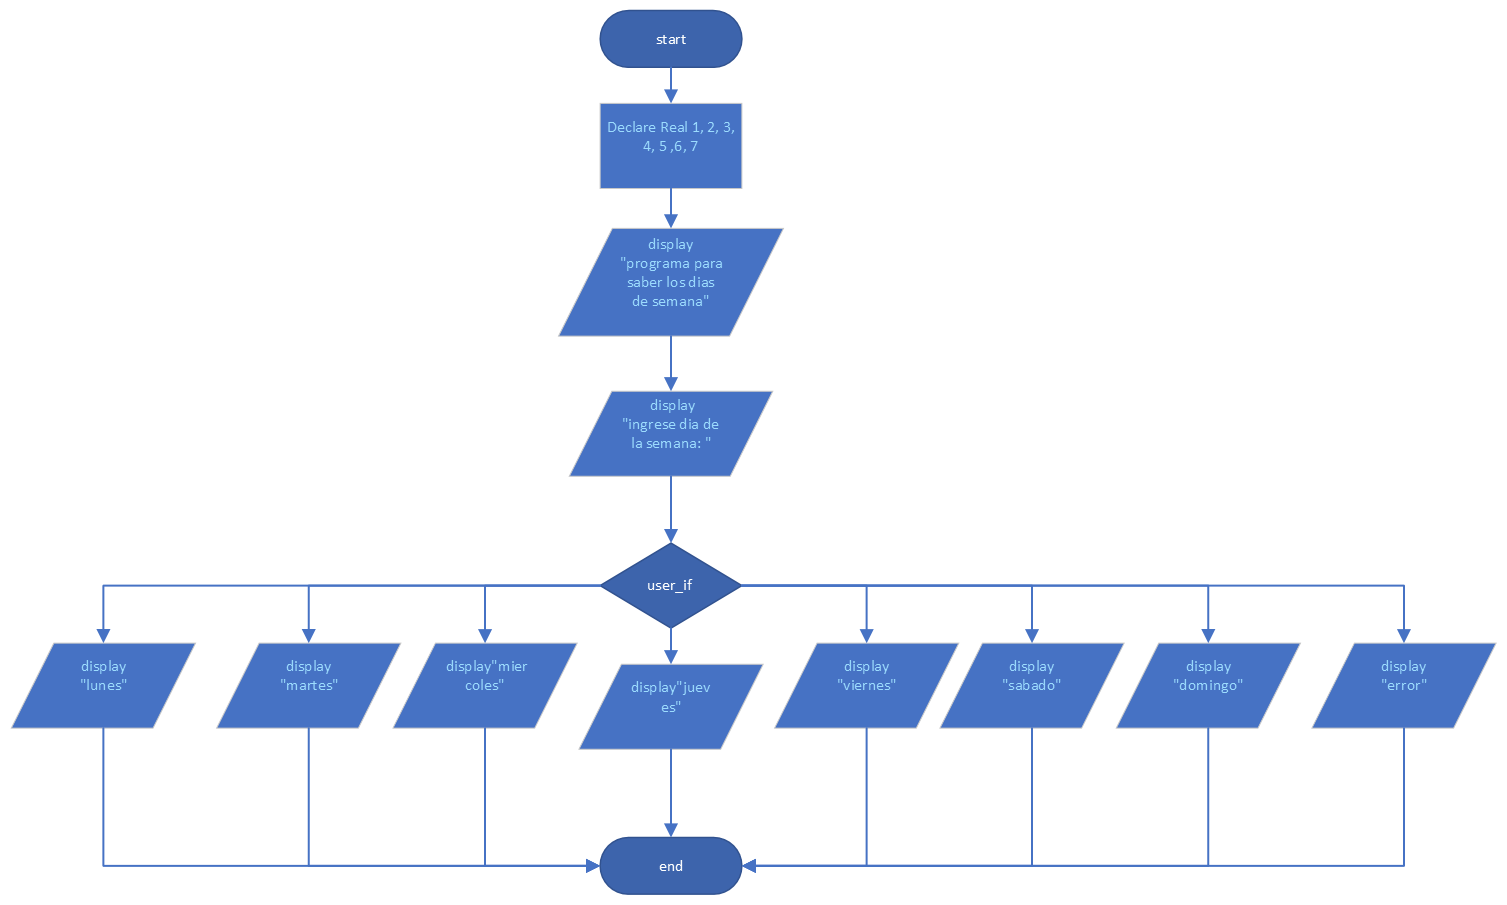 start
Declare Real 1, 2, 3,
4, 5 ,6, 7
display
"programa para
saber los dias
de semana"
display
"ingrese dia de
la semana: "
user_if
display
"lunes"
display
"martes"
display"mier
coles"
display"juev
es"
display
"viernes"
display
"sabado"
display
"domingo"
display
"error"
end